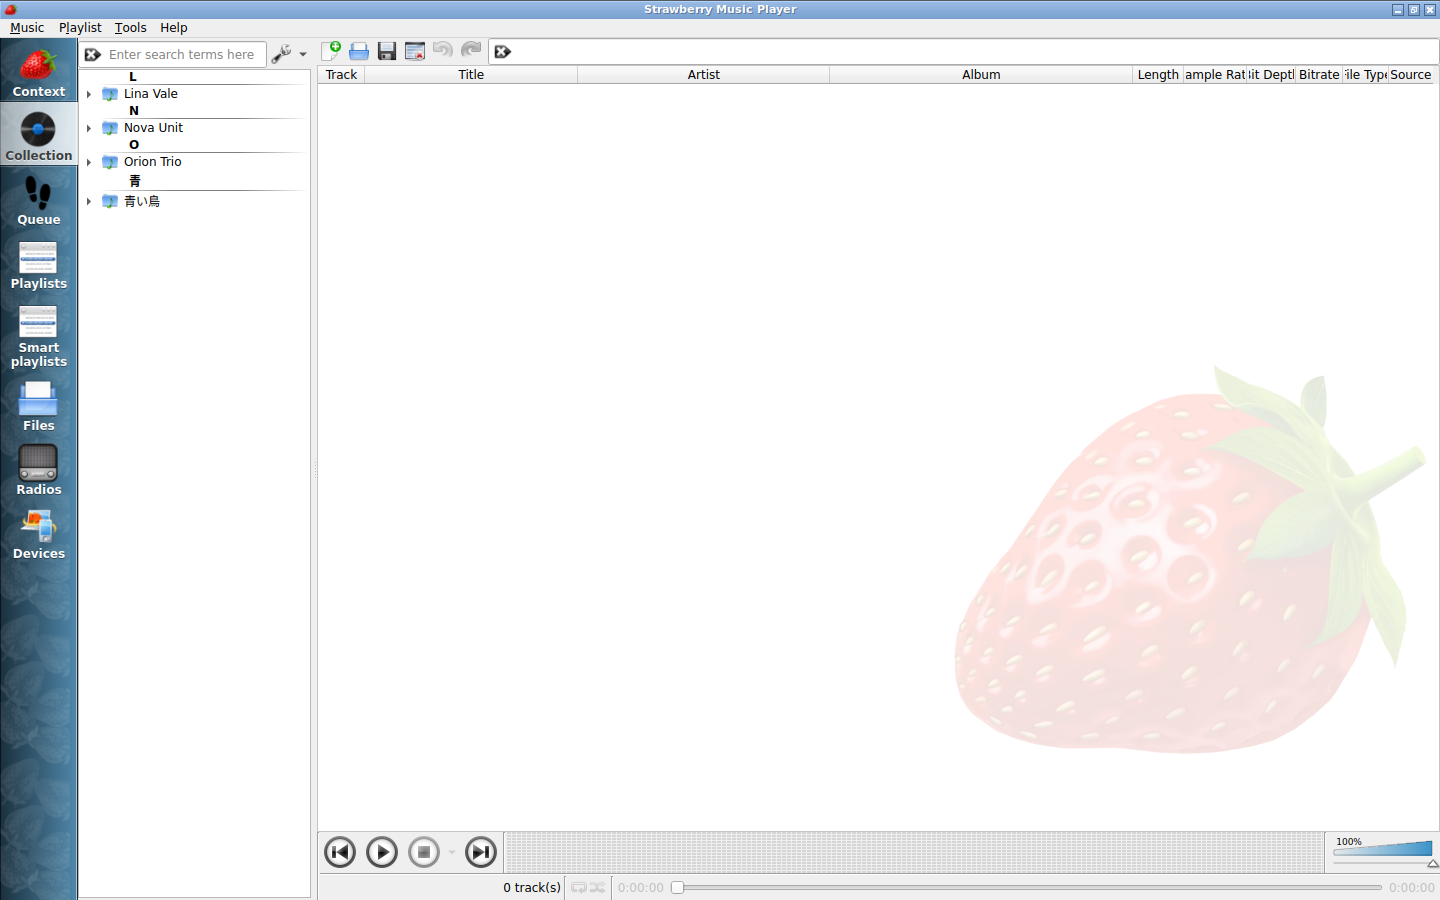 Strawberry Music Player
Music Playlist Tools Help
Context
Collection
Queue
Playlists
Smart playlists
Files
Radios
Devices
Enter search terms here
L
Lina Vale
N
Nova Unit
O
Orion Trio
青
青い鳥
Track Title Artist Album Length ample Rat it Dept Bitrate ile Type Source
100%
0 track(s) 0:00:00 0:00:00